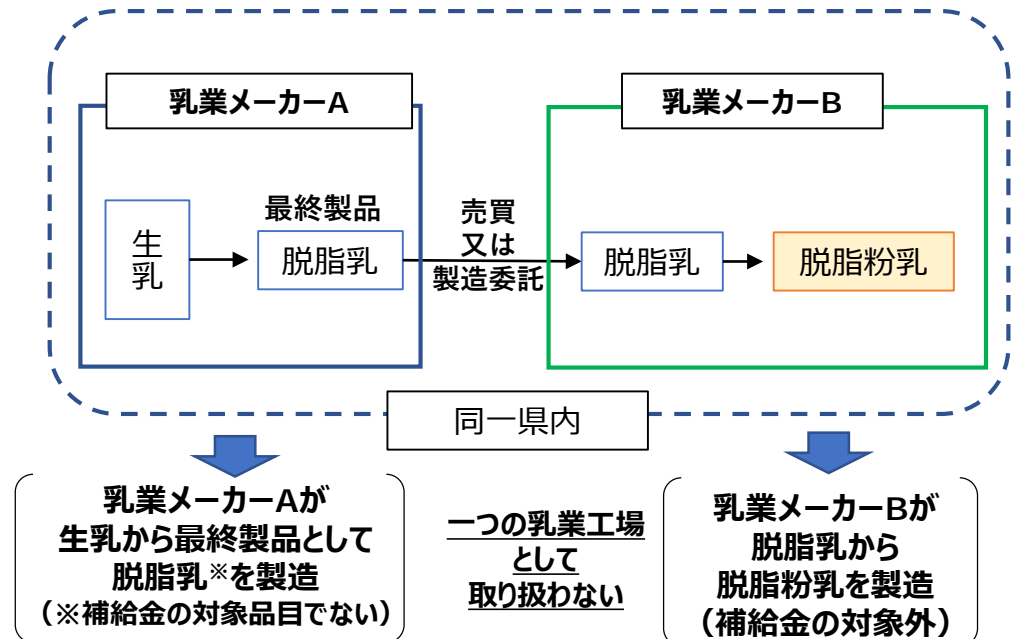 乳業メーカーA
乳業メーカーB
生
乳
最終製品
脱脂乳
売買
又は
製造委託
脱脂乳
脱脂粉乳
同一県内
乳業メーカーAが
生乳から最終製品として
脱脂乳※を製造
（※補給金の対象品目でない）
一つの乳業工場
として
取り扱わない
乳業メーカーBが
脱脂乳から
脱脂粉乳を製造
（補給金の対象外）